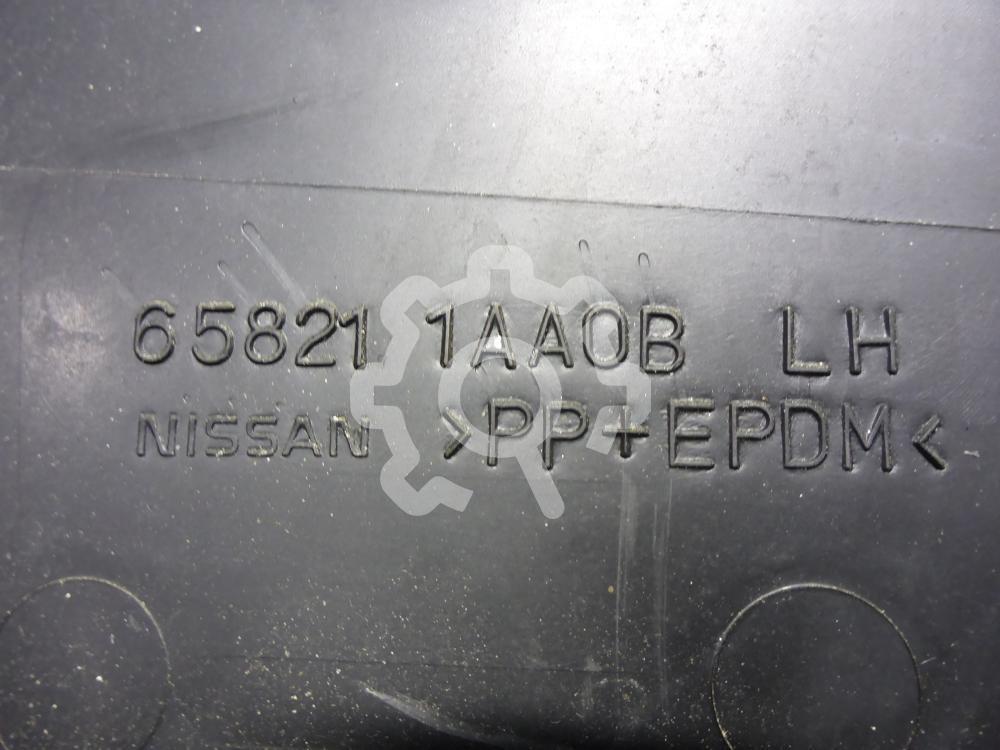 65821 1AA0B LH
NISSAN >PP+EPDM<